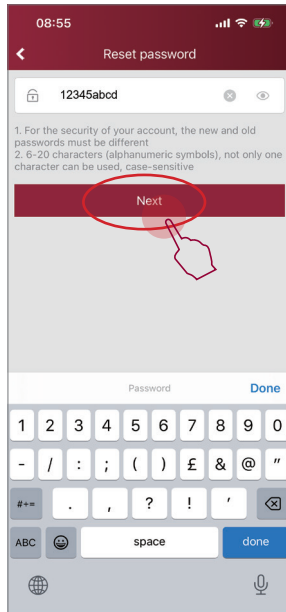 08:55
Reset password
12345abcd
1. For the security of your account, the new and old
passwords must be different
2. 6-20 characters (alphanumeric symbols), not only one
character can be used, case-sensitive
Next
Password Done
1 2 3 4 5 6 7 8 9 0
- / : ; ( ) £ & @ "
#+= . , ? ! '
ABC space done